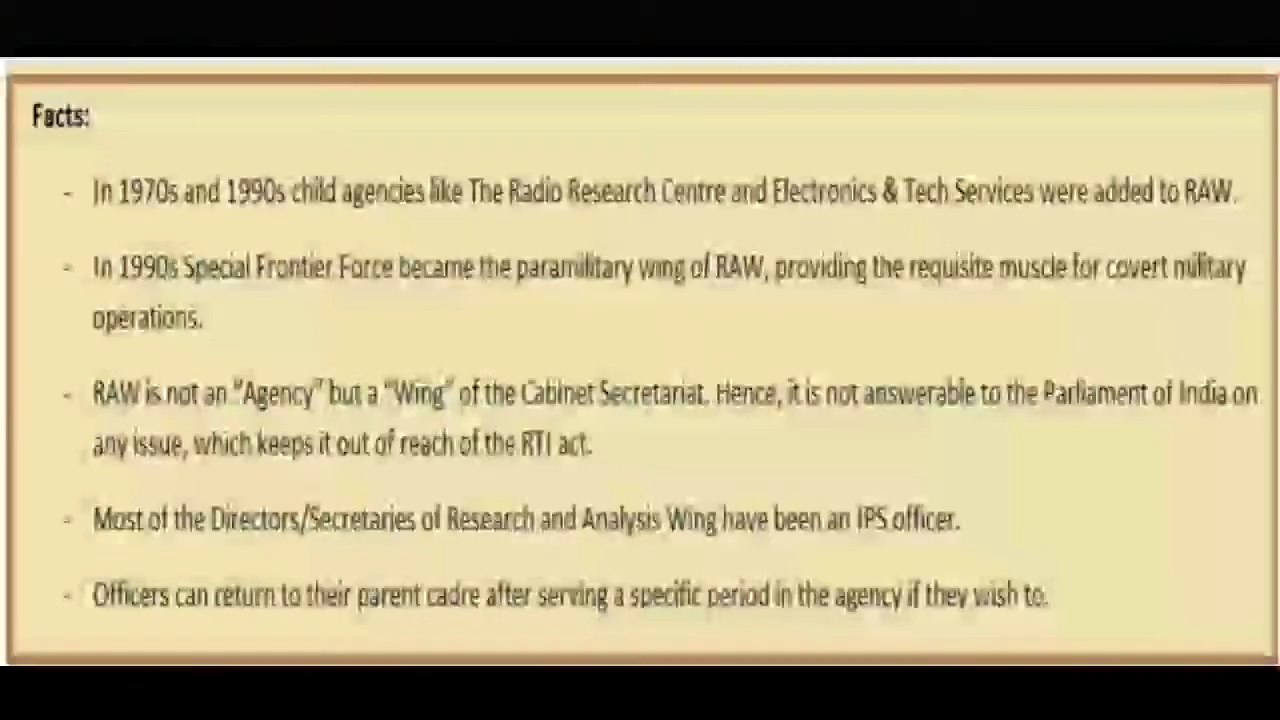 Facts:
- In 1970s and 1990s child agencies like The Radio Research Centre and Electronics & Tech Services were added to RAW.
- In 1990s Special Frontier Force became the paramilitary wing of RAW, providing the requisite muscle for covert military
operations.
- RAW is not an "Agency" but a "Wing" of the Cabinet Secretariat. Hence, it is not answerable to the Parliament of India on
any issue, which keeps it out of reach of the RTI act.
- Most of the Directors/Secretaries of Research and Analysis Wing have been an IPS officer.
- Officers can return to their parent cadre after serving a specific period in the agency if they wish to.